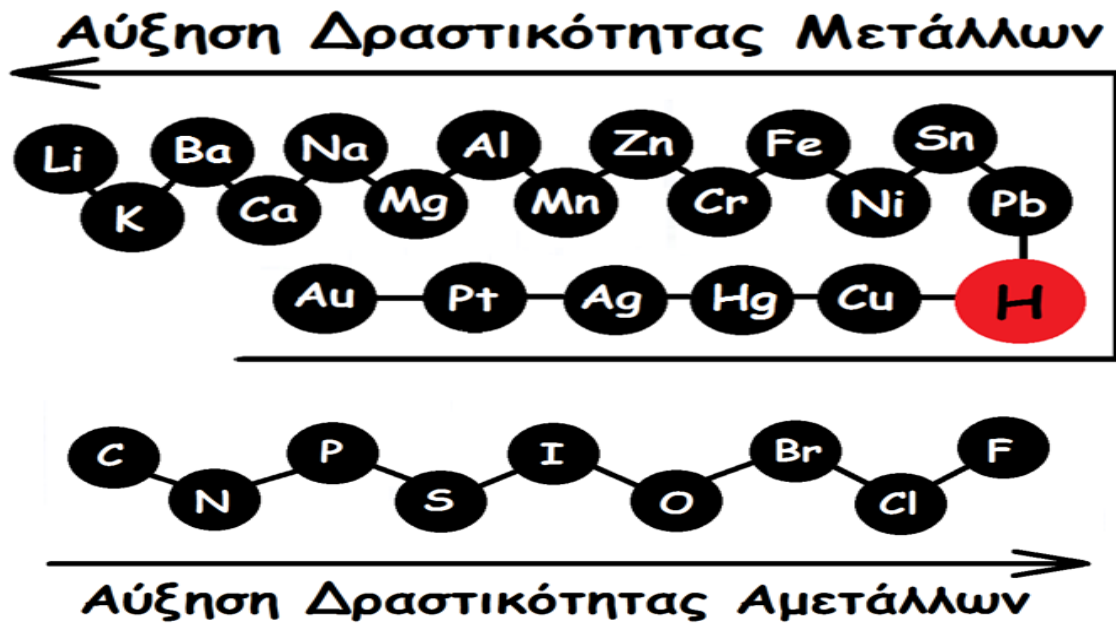 Αύξηση Δραστικότητας Μετάλλων
Li K Ba Ca Na Mg Al Mn Zn Cr Fe Ni Sn Pb
Au Pt Ag Hg Cu H
C N P S I O Br Cl F
Αύξηση Δραστικότητας Αμετάλλων